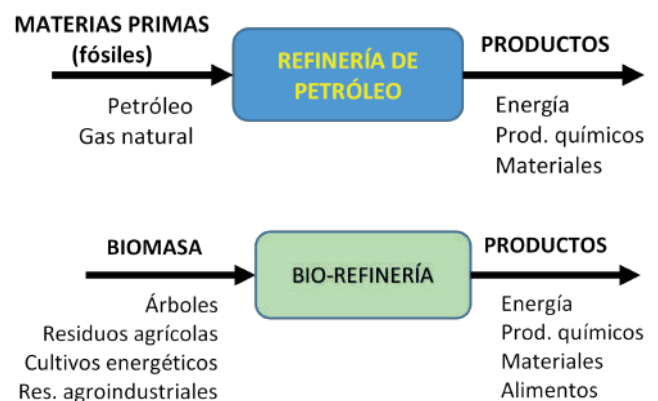 MATERIAS PRIMAS
(fósiles)
Petróleo
Gas natural
REFINERÍA DE
PETRÓLEO
PRODUCTOS
Energía
Prod. químicos
Materiales
BIOMASA
Árboles
Residuos agrícolas
Cultivos energéticos
Res. agroindustriales
BIO-REFINERÍA
PRODUCTOS
Energía
Prod. químicos
Materiales
Alimentos